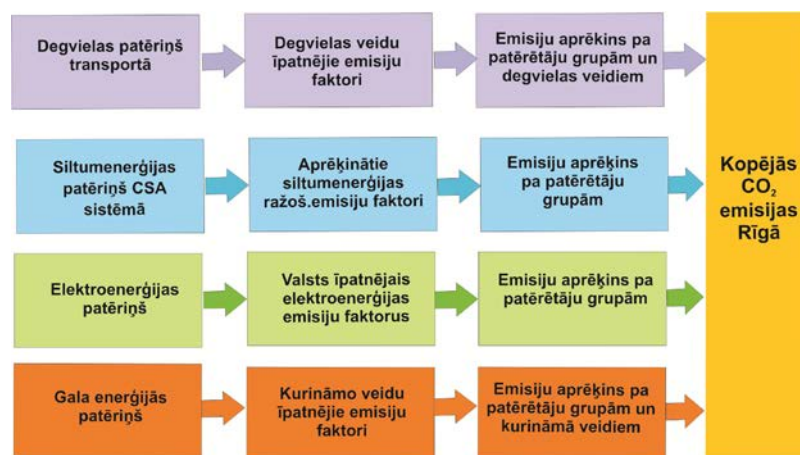 Degvielas patēriņš
transportā
Degvielas veidu
īpatnējie emisiju
faktori
Emisiju aprēkins pa
patērētāju grupām un
degvielas veidiem
Siltumenerģijas
patēriņš CSA
sistēmā
Aprēķinātie
siltumenerģijas
ražoš.emisiju faktori
Emisiju aprēķins
pa patērētāju
grupām
Elektroenerģijas
patēriņš
Valsts īpatnējais
elektroenerģijas
emisiju faktorus
Emisiju aprēķins pa
patērētāju grupām
Gala enerģijās
patēriņš
Kurināmo veidu
īpatnējie emisiju
faktori
Emisiju aprēķins pa
patērētāju grupām un
kurināmā veidiem
Kopējās
CO₂
emisijas
Rīgā